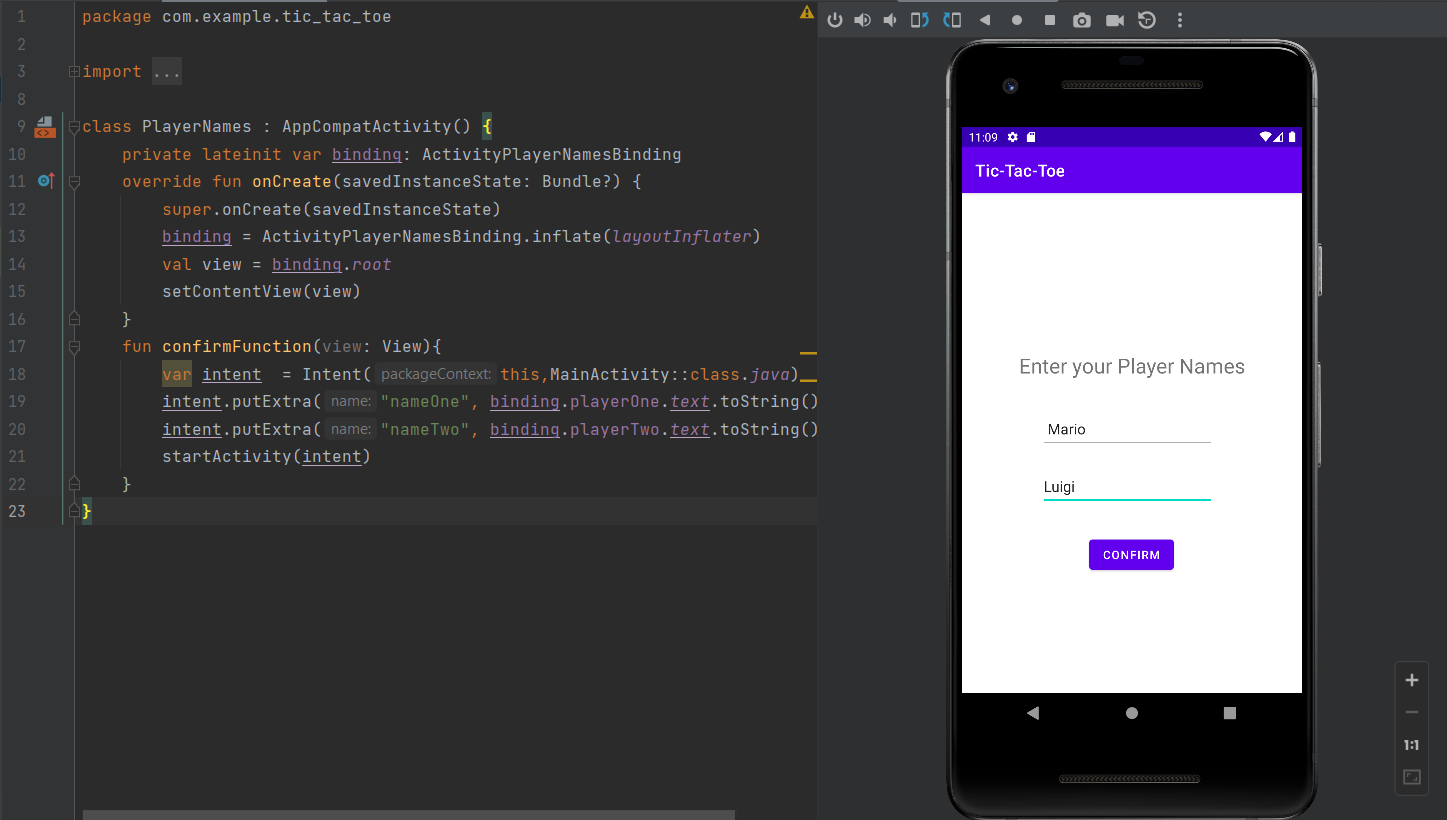 1 package com.example.tic_tac_toe
2
3 import ...
8
9 class PlayerNames : AppCompatActivity() {
10 private lateinit var binding: ActivityPlayerNamesBinding
11 override fun onCreate(savedInstanceState: Bundle?) {
12 super.onCreate(savedInstanceState)
13 binding = ActivityPlayerNamesBinding.inflate(layoutInflater)
14 val view = binding.root
15 setContentView(view)
16 }
17 fun confirmFunction(view: View){
18 var intent  = Intent( packageContext: this,MainActivity::class.java)
19 intent.putExtra( name: "nameOne", binding.playerOne.text.toString()
20 intent.putExtra( name: "nameTwo", binding.playerTwo.text.toString()
21 startActivity(intent)
22 }
23 }
11:09
Tic-Tac-Toe
Enter your Player Names
Mario
Luigi
CONFIRM
1:1